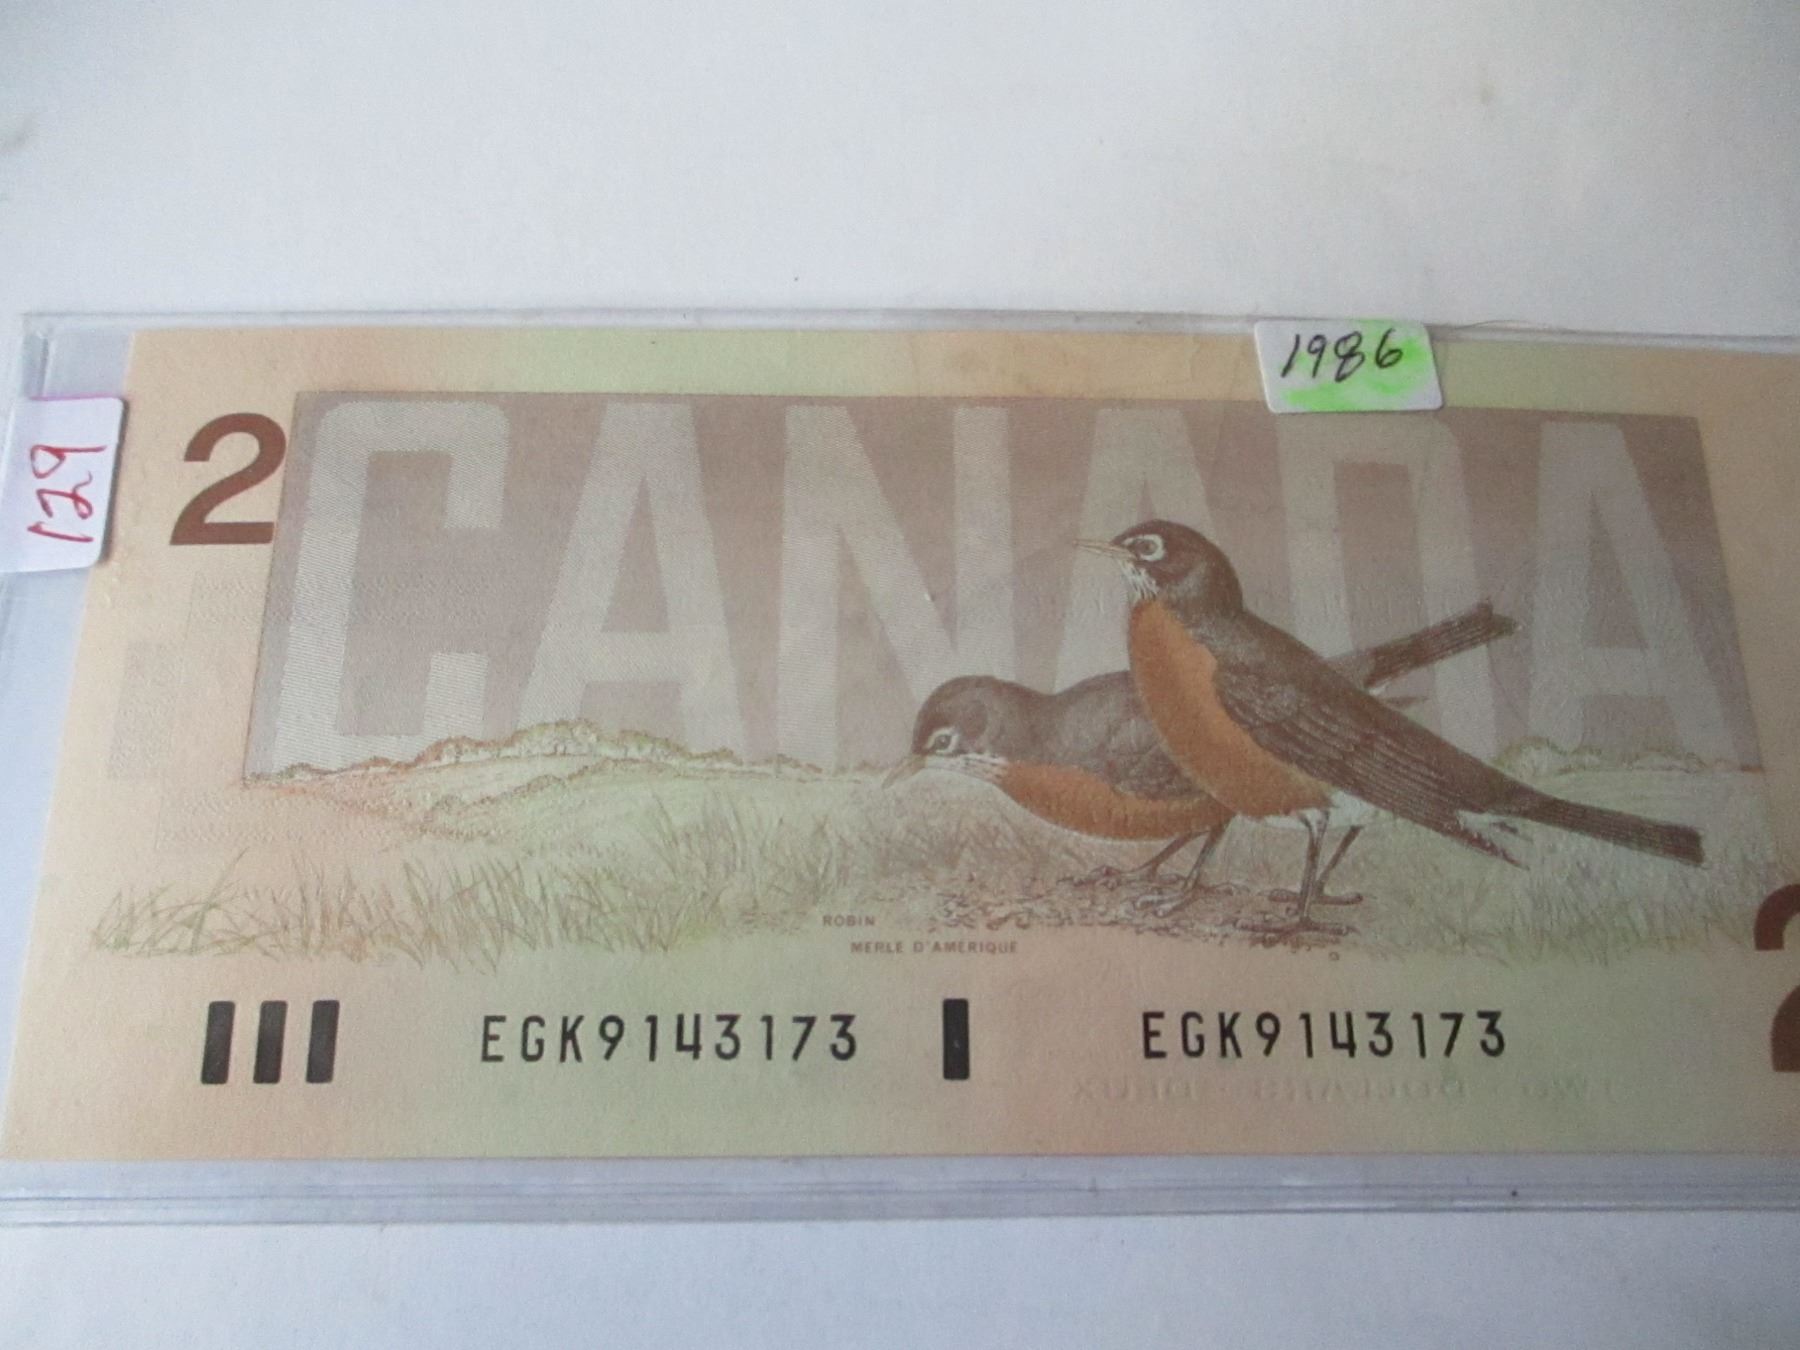 1986
129
2
CANADA
ROBIN
MERLE D'AMÉRIQUE
2
EGK9143173 EGK9143173